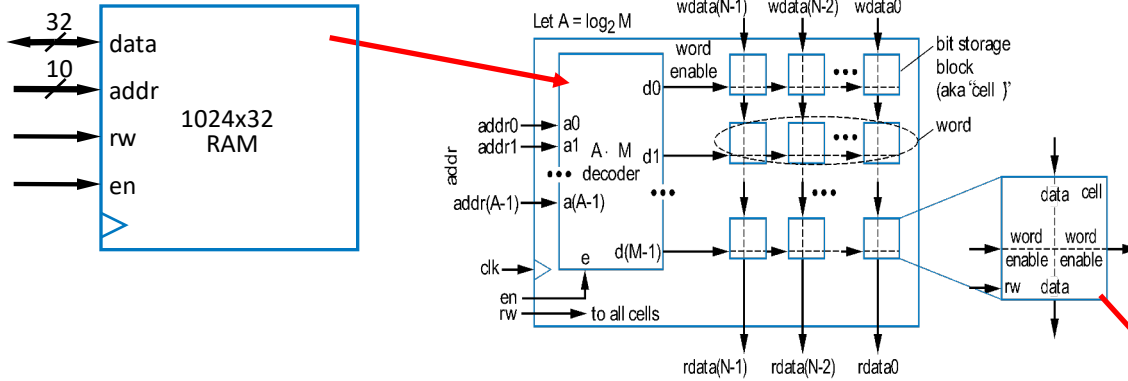 32
data
10
addr
rw
en
1024x32
RAM
Let A = log2 M
wdata(N-1) wdata(N-2) wdata0
word
enable
bit storage
block
(aka “cell )”
word
d0
addr
addr0
addr1
addr(A-1)
a0
a1
a(A-1)
A· M
decoder
d1
d(M-1)
e
clk
en
rw
to all cells
rdata(N-1) rdata(N-2) rdata0
data cell
word word
enable enable
rw data